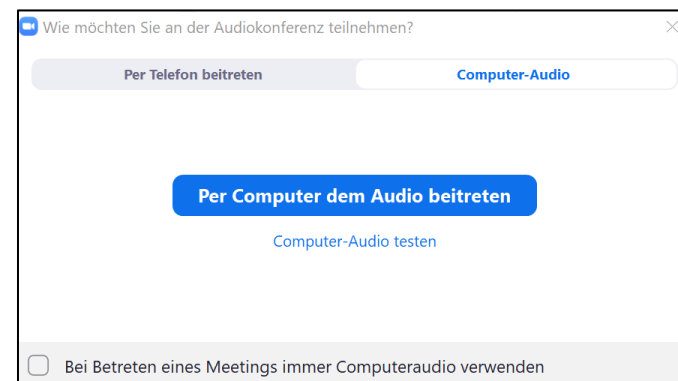 Wie möchten Sie an der Audiokonferenz teilnehmen?
Per Telefon beitreten
Computer-Audio
Per Computer dem Audio beitreten
Computer-Audio testen
Bei Betreten eines Meetings immer Computeraudio verwenden